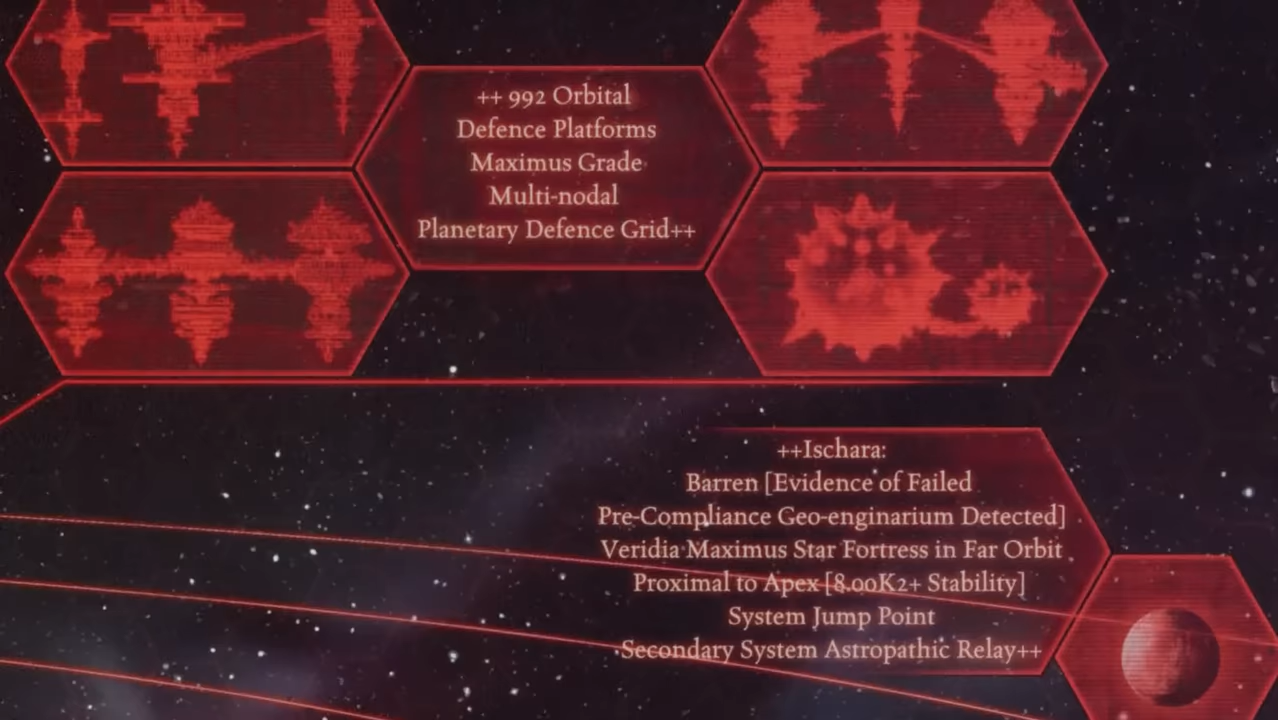 ++ 992 Orbital
Defence Platforms
Maximus Grade
Multi-nodal
Planetary Defence Grid++
++Ischara:
Barren [Evidence of Failed
Pre-Compliance Geo-enginarium Detected]
Veridia Maximus Star Fortress in Far Orbit
Proximal to Apex [8.00K2+ Stability]
System Jump Point
Secondary System Astropathic Relay++